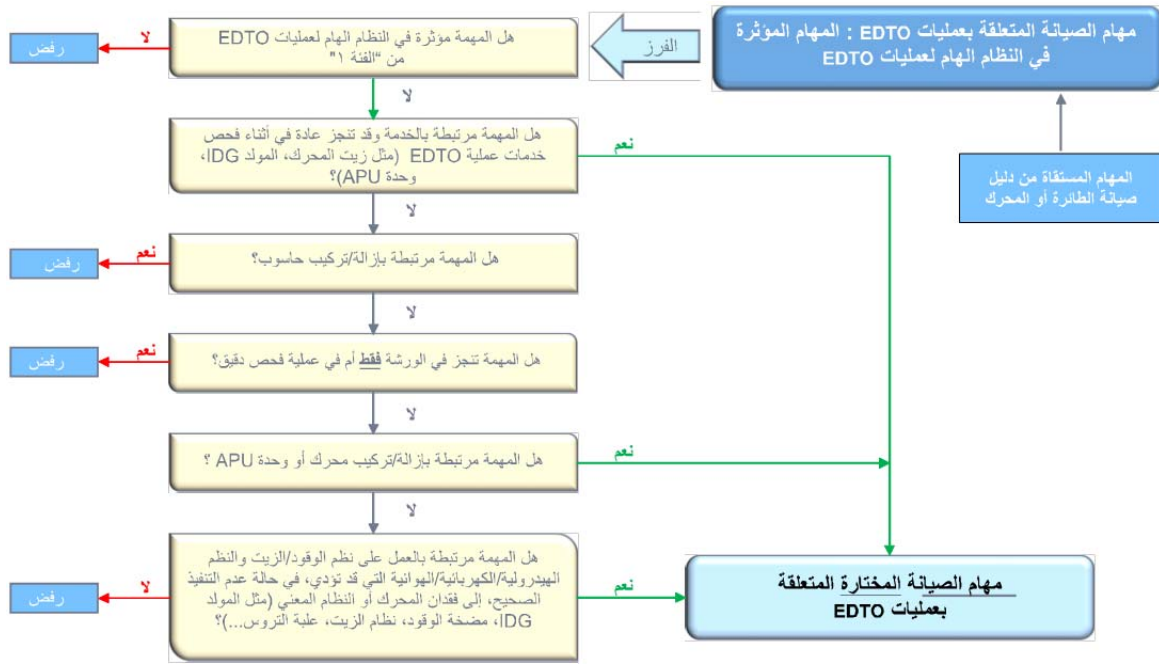 مهام الصيانة المتعلقة بعمليات EDTO : المهام المؤثرة
في النظام الهام لعمليات EDTO
المهام المستقاة من دليل
صيانة الطائرة أو المحرك
الفرز
هل المهمة مؤثرة في النظام الهام لعمليات EDTO
من "الفئة ١"
لا
رفض
لا
هل المهمة مرتبطة بالخدمة وقد تنجز عادة في أثناء فحص
خدمات عملية EDTO (مثل زيت المحرك، المولد IDG،
وحدة APU)؟
نعم
لا
هل المهمة مرتبطة بإزالة/تركيب حاسوب؟
نعم
رفض
لا
هل المهمة تنجز في الورشة فقط أم في عملية فحص دقيق؟
نعم
رفض
لا
هل المهمة مرتبطة بإزالة/تركيب محرك أو وحدة APU ؟
نعم
لا
هل المهمة مرتبطة بالعمل على نظم الوقود/الزيت والنظم
الهيدرولية/الكهربائية/الهوائية التي قد تؤدي، في حالة عدم التنفيذ
الصحيح، إلى فقدان المحرك أو النظام المعني (مثل المولد
IDG، مضخة الوقود، نظام الزيت، علبة التروس...)؟
لا
رفض
نعم
مهام الصيانة المختارة المتعلقة
بعمليات EDTO